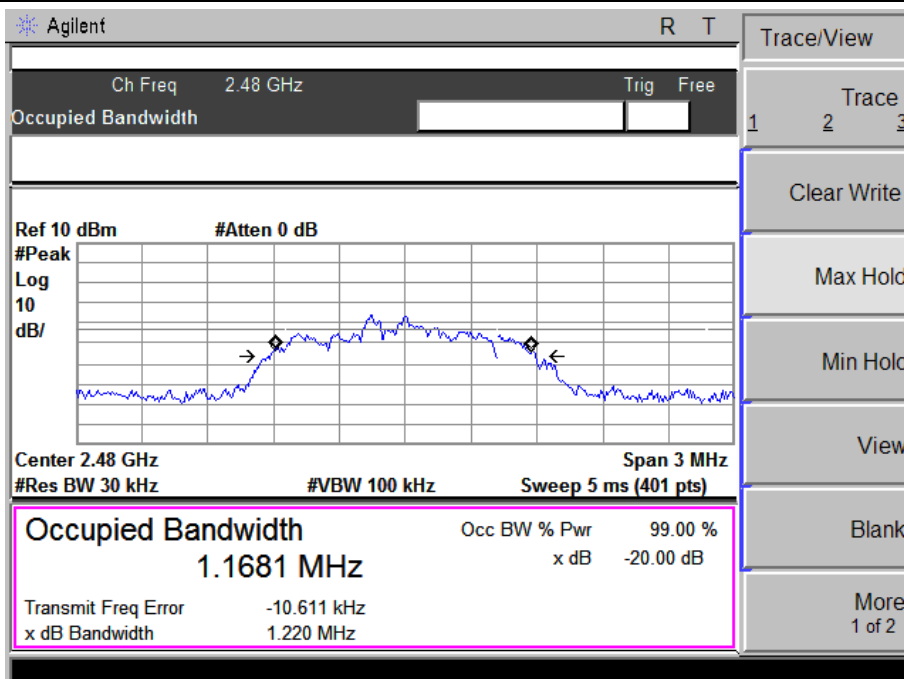 Agilent R T
Trace/View
Ch Freq 2.48 GHz Trig Free
Occupied Bandwidth
Trace
1 2 3
Clear Write
Max Hold
Min Hold
View
Blank
More
1 of 2
Ref 10 dBm #Atten 0 dB
#Peak
Log
10
dB/
Center 2.48 GHz Span 3 MHz
#Res BW 30 kHz #VBW 100 kHz Sweep 5 ms (401 pts)
Occupied Bandwidth
1.1681 MHz
Occ BW % Pwr 99.00 %
x dB -20.00 dB
Transmit Freq Error -10.611 kHz
x dB Bandwidth 1.220 MHz